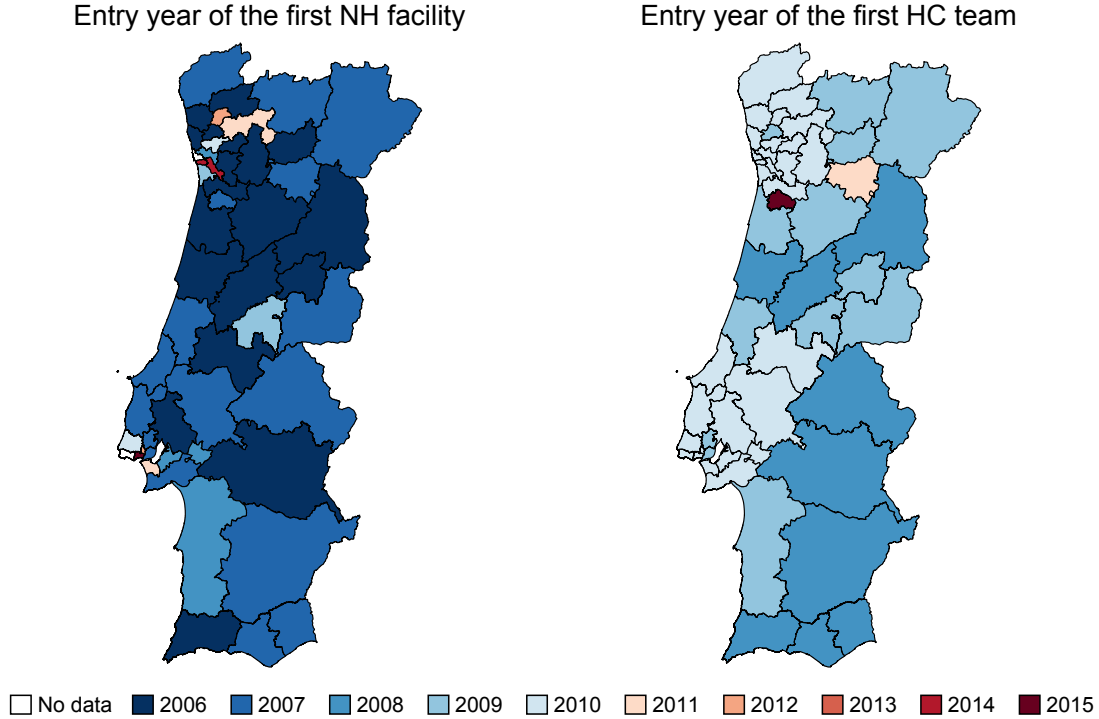 Entry year of the first NH facility
Entry year of the first HC team
No data 2006 2007 2008 2009 2010 2011 2012 2013 2014 2015